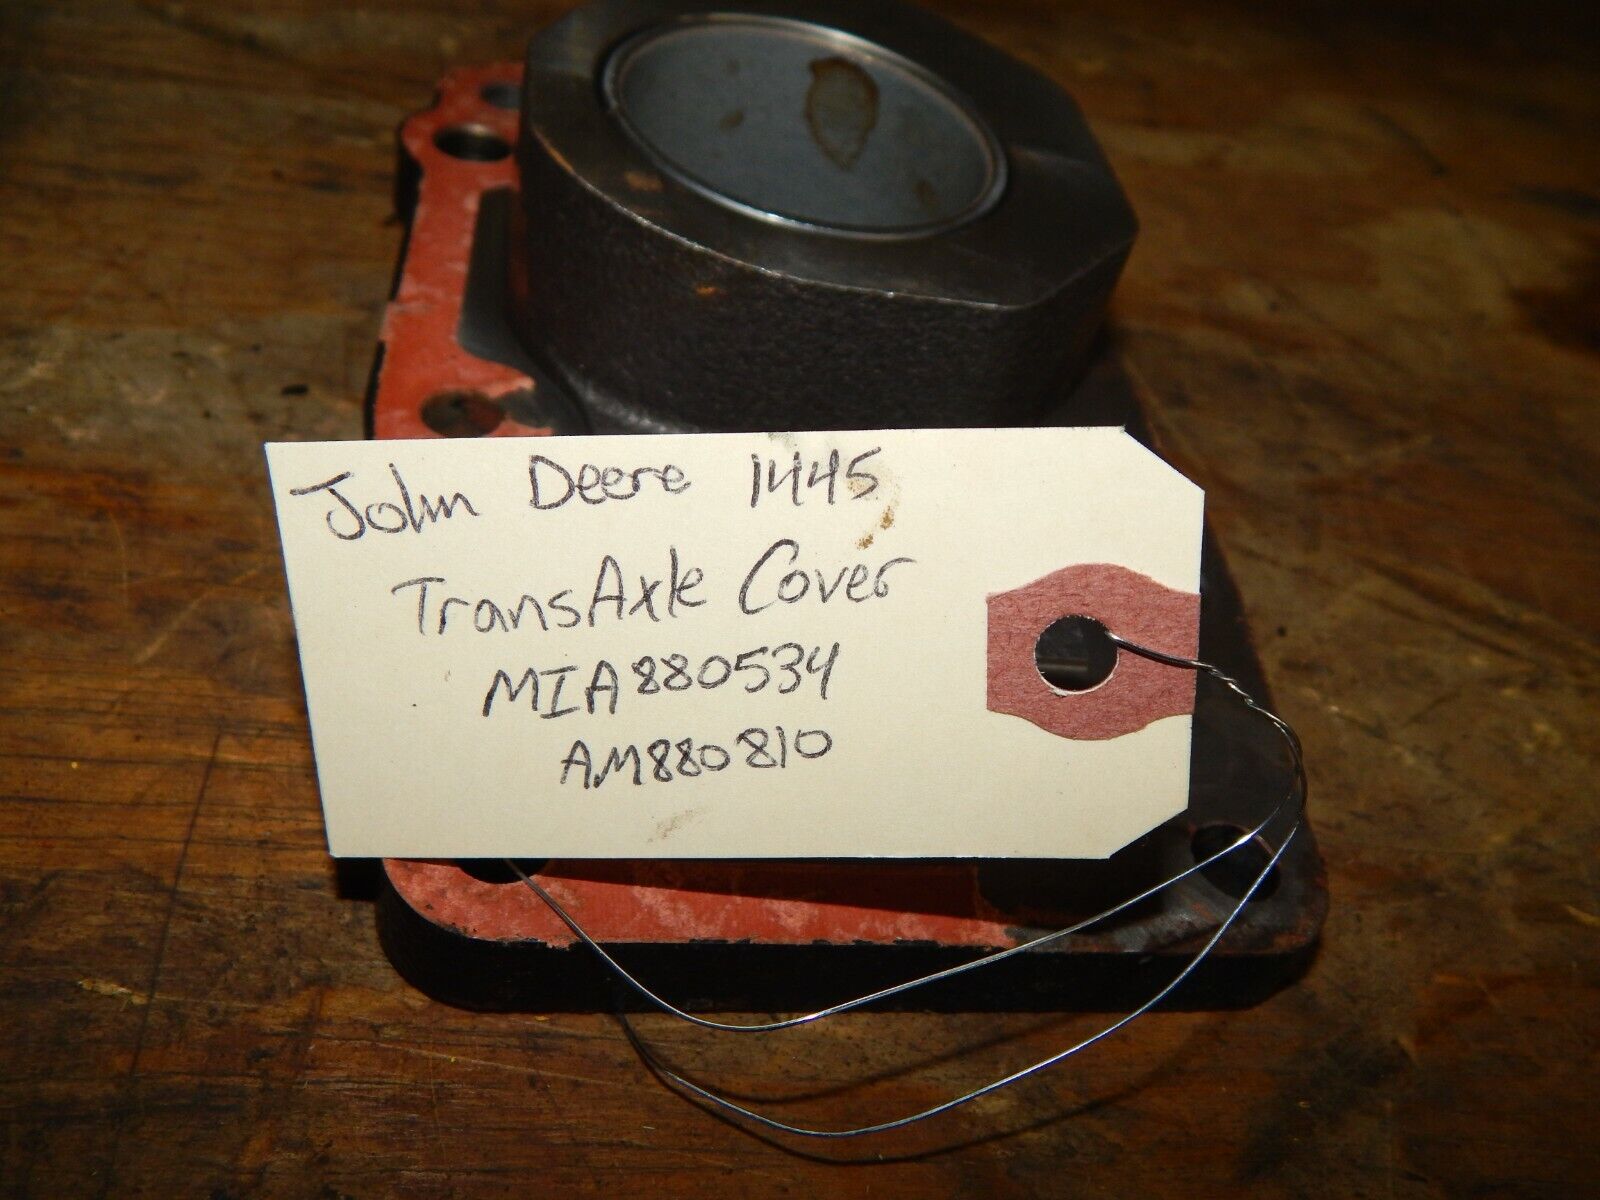 John Deere 1445
TransAxle Cover
MIA880534
AM880810